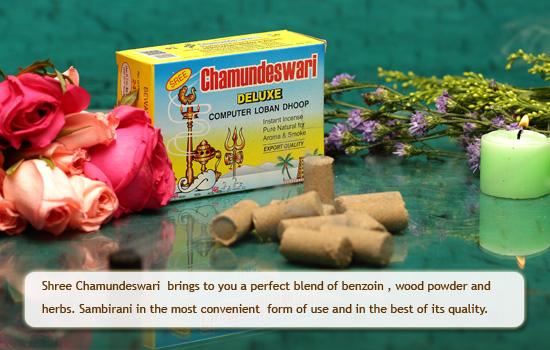 SREE
Chamundeswari
DELUXE
COMPUTER LOBAN DHOOP
Instant Incense
Pure Natural for
Aroma & Smoke
EXPORT QUALITY
Shree Chamundeswari brings to you a perfect blend of benzoin , wood powder and
herbs. Sambirani in the most convenient form of use and in the best of its quality.